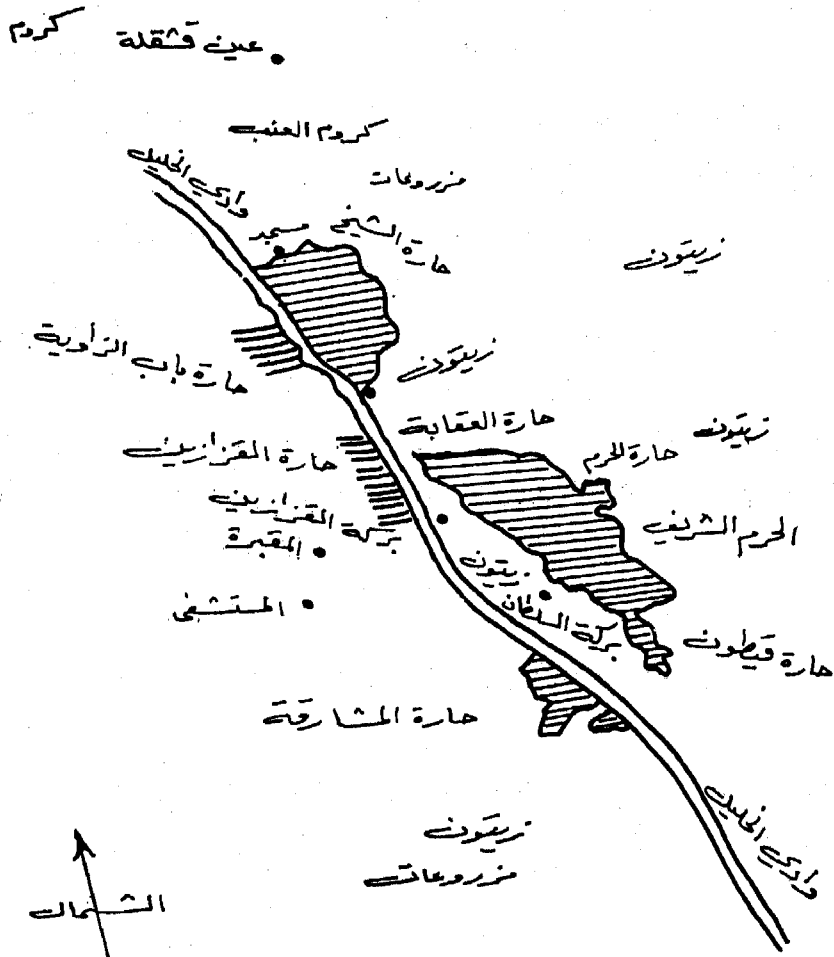 كروم
عين قشقلة
كروم العنب
وادي الخليل
مزروعات
مسجد
حارة الشيخ
زيتون
حارة باب الزاوية
زيتون
حارة العقابة
زيتون
حارة الحرم
حارة القزازين
بركة القزازين
الحرم الشريف
المقبرة
زيتون
المستشفى
بركة السلطان
حارة قيطون
حارة المشارقة
وادي الخليل
زيتون
مزروعات
الشمال